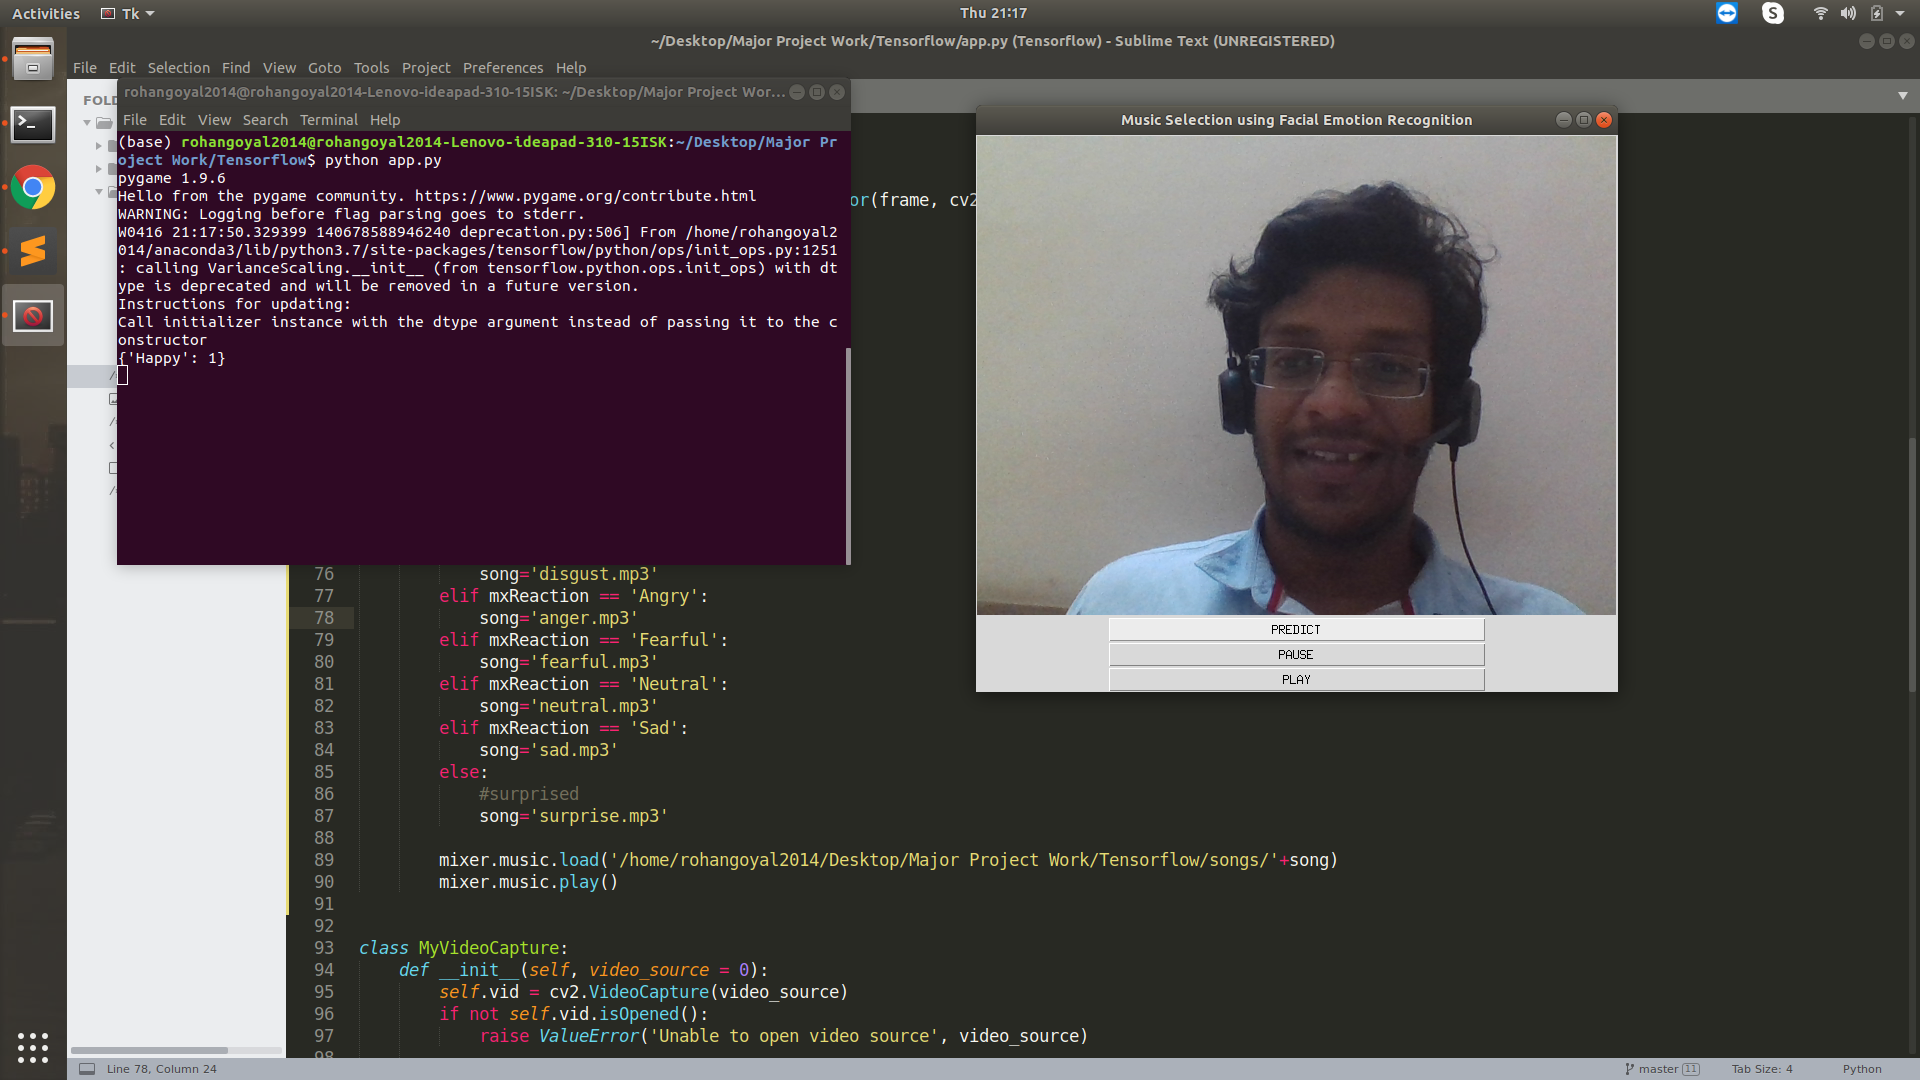 Activities Tk Thu 21:17
~/Desktop/Major Project Work/Tensorflow/app.py (Tensorflow) - Sublime Text (UNREGISTERED)
File Edit Selection Find View Goto Tools Project Preferences Help
FOLD
rohangoyal2014@rohangoyal2014-Lenovo-ideapad-310-15ISK: ~/Desktop/Major Project Wor...
File Edit View Search Terminal Help
(base) rohangoyal2014@rohangoyal2014-Lenovo-ideapad-310-15ISK:~/Desktop/Major Pr
oject Work/Tensorflow$ python app.py
pygame 1.9.6
Hello from the pygame community. https://www.pygame.org/contribute.html
WARNING: Logging before flag parsing goes to stderr.
W0416 21:17:50.329399 140678588946240 deprecation.py:506] From /home/rohangoyal2
014/anaconda3/lib/python3.7/site-packages/tensorflow/python/ops/init_ops.py:1251
: calling VarianceScaling.__init__ (from tensorflow.python.ops.init_ops) with dt
ype is deprecated and will be removed in a future version.
Instructions for updating:
Call initializer instance with the dtype argument instead of passing it to the c
onstructor
{'Happy': 1}
or(frame, cv2
Music Selection using Facial Emotion Recognition
PREDICT
PAUSE
PLAY
76 song='disgust.mp3'
77 elif mxReaction == 'Angry':
78 song='anger.mp3'
79 elif mxReaction == 'Fearful':
80 song='fearful.mp3'
81 elif mxReaction == 'Neutral':
82 song='neutral.mp3'
83 elif mxReaction == 'Sad':
84 song='sad.mp3'
85 else:
86 #surprised
87 song='surprise.mp3'
88
89 mixer.music.load('/home/rohangoyal2014/Desktop/Major Project Work/Tensorflow/songs/'+song)
90 mixer.music.play()
91
92
93 class MyVideoCapture:
94 def __init__(self, video_source = 0):
95 self.vid = cv2.VideoCapture(video_source)
96 if not self.vid.isOpened():
97 raise ValueError('Unable to open video source', video_source)
98
Line 78, Column 24 master 11 Tab Size: 4 Python